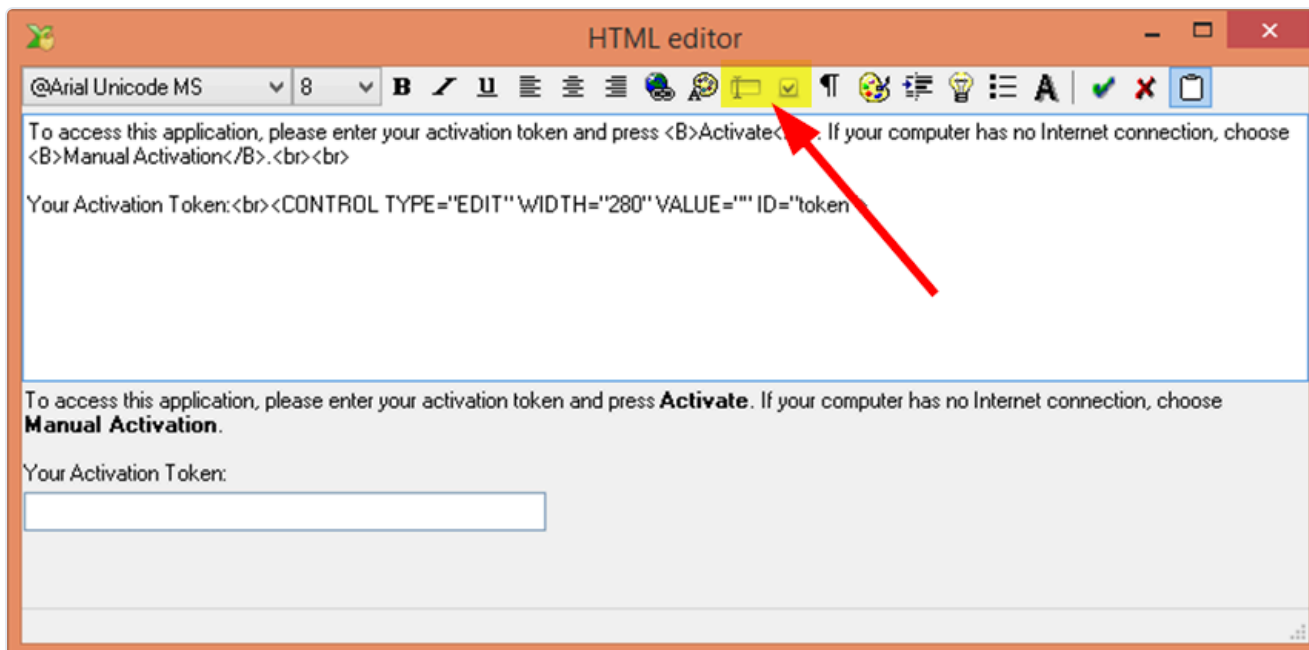 HTML editor
@Arial Unicode MS 8 B I U A
To access this application, please enter your activation token and press <B>Activate< . If your computer has no Internet connection, choose
<B>Manual Activation</B>.<br><br>
Your Activation Token:<br><CONTROL TYPE="EDIT" WIDTH="280" VALUE="" ID="token
To access this application, please enter your activation token and press Activate. If your computer has no Internet connection, choose
Manual Activation.
Your Activation Token: